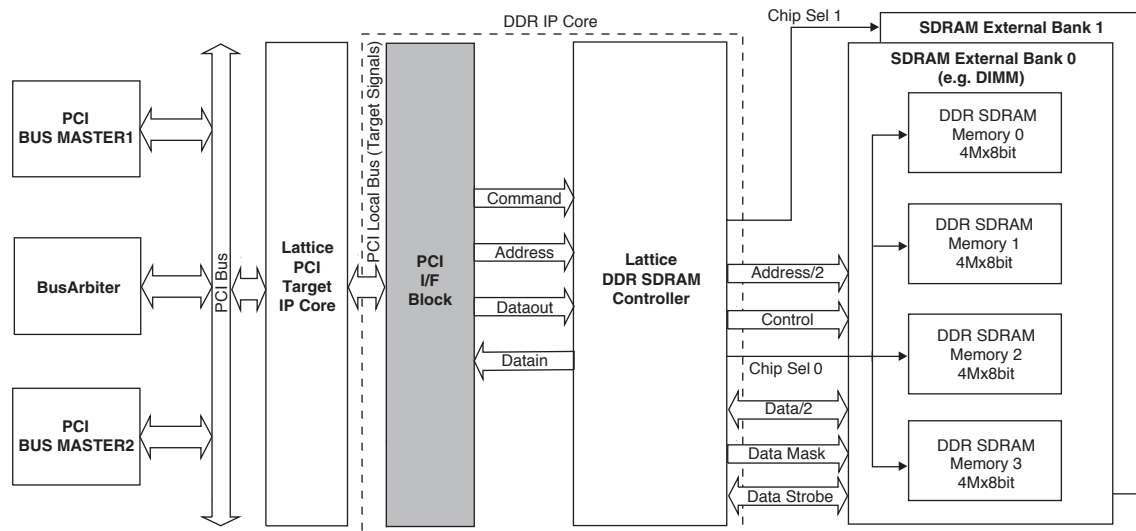 DDR IP Core
Chip Sel 1
SDRAM External Bank 1
SDRAM External Bank 0
(e.g. DIMM)
PCI
BUS MASTER1
BusArbiter
PCI
BUS MASTER2
PCI Bus
Lattice
PCI
Target
IP Core
PCI Local Bus (Target Signals)
PCI
I/F
Block
Command
Address
Dataout
Datain
Lattice
DDR SDRAM
Controller
Address/2
Control
Chip Sel 0
Data/2
Data Mask
Data Strobe
DDR SDRAM
Memory 0
4Mx8bit
DDR SDRAM
Memory 1
4Mx8bit
DDR SDRAM
Memory 2
4Mx8bit
DDR SDRAM
Memory 3
4Mx8bit